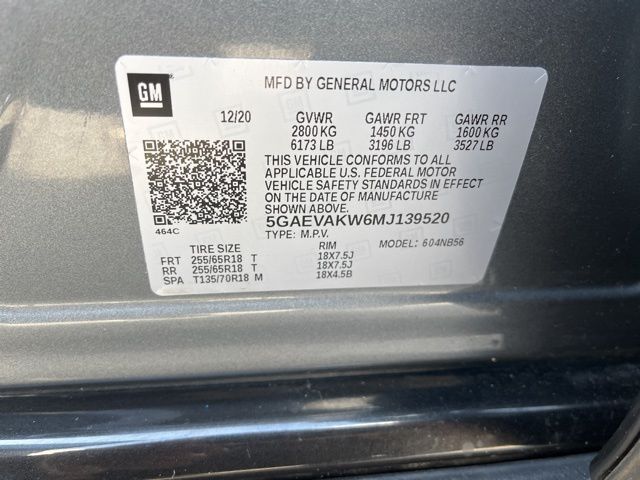 GM
MFD BY GENERAL MOTORS LLC
12/20 GVWR GAWR FRT GAWR RR
2800 KG 1450 KG 1600 KG
6173 LB 3196 LB 3527 LB
THIS VEHICLE CONFORMS TO ALL
APPLICABLE U.S. FEDERAL MOTOR
VEHICLE SAFETY STANDARDS IN EFFECT
ON THE DATE OF MANUFACTURE
SHOWN ABOVE.
464C
5GAEVAKW6MJ139520
TYPE: M.P.V. MODEL: 604NB56
TIRE SIZE RIM
FRT 255/65R18 T 18X7.5J
RR 255/65R18 T 18X7.5J
SPA T135/70R18 M 18X4.5B